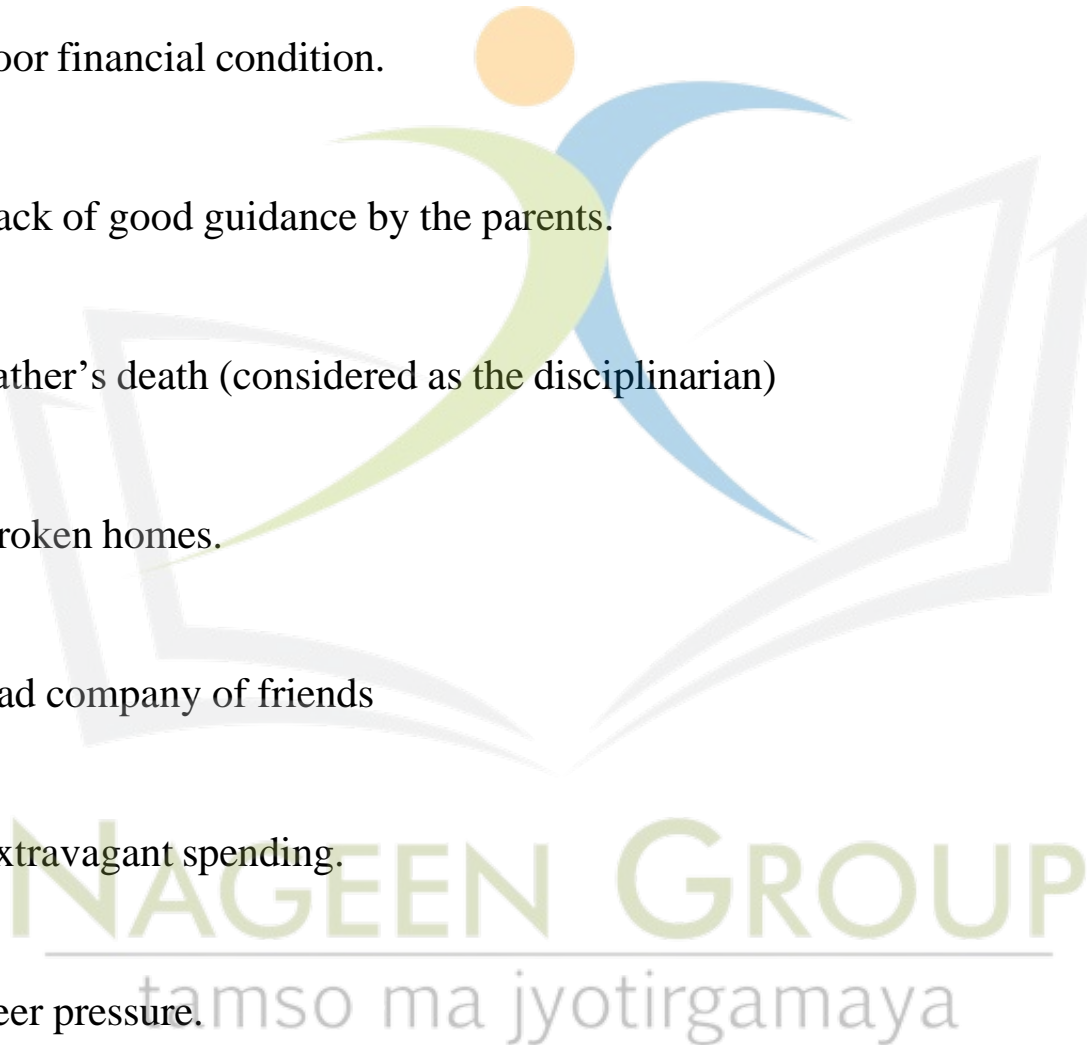 oor financial condition.
ack of good guidance by the parents.
ather’s death (considered as the disciplinarian)
roken homes.
ad company of friends
xtravagant spending.
NAGEEN GROUP
eer pressure.
tamso ma jyotirgamaya